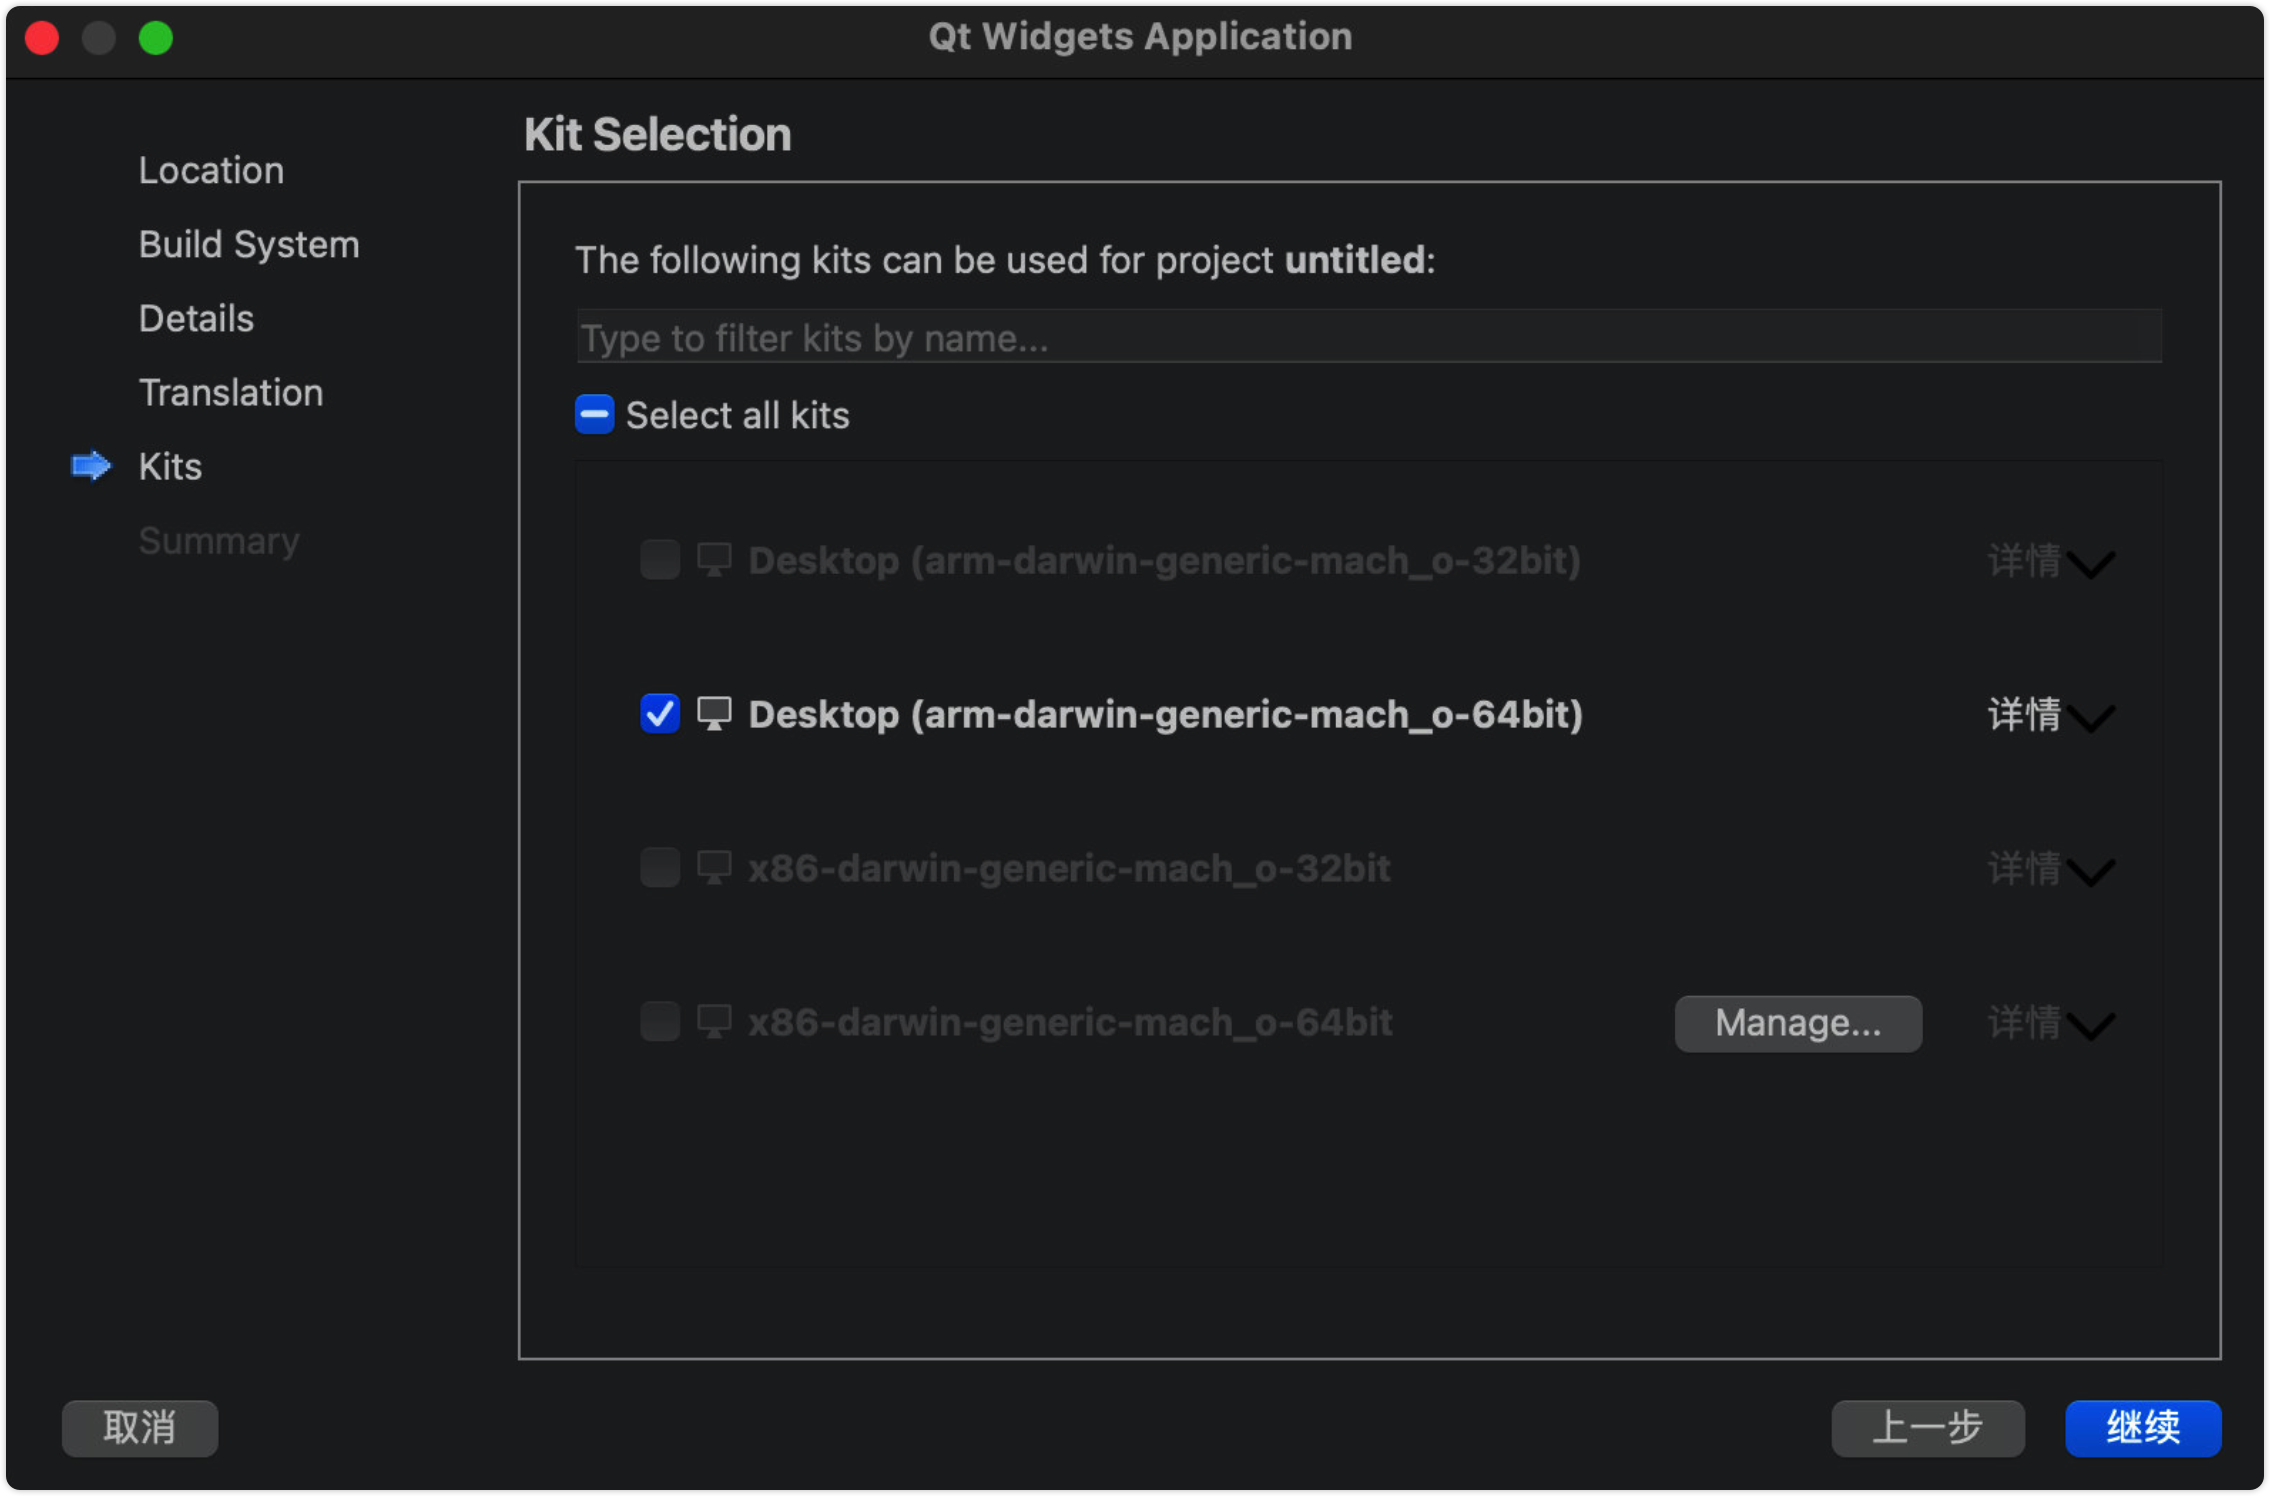 Qt Widgets Application
Location
Build System
Details
Translation
Kits
Summary
Kit Selection
The following kits can be used for project untitled:
Type to filter kits by name...
Select all kits
Desktop (arm-darwin-generic-mach_o-32bit) 详情
Desktop (arm-darwin-generic-mach_o-64bit) 详情
x86-darwin-generic-mach_o-32bit 详情
x86-darwin-generic-mach_o-64bit Manage... 详情
取消 上一步 继续